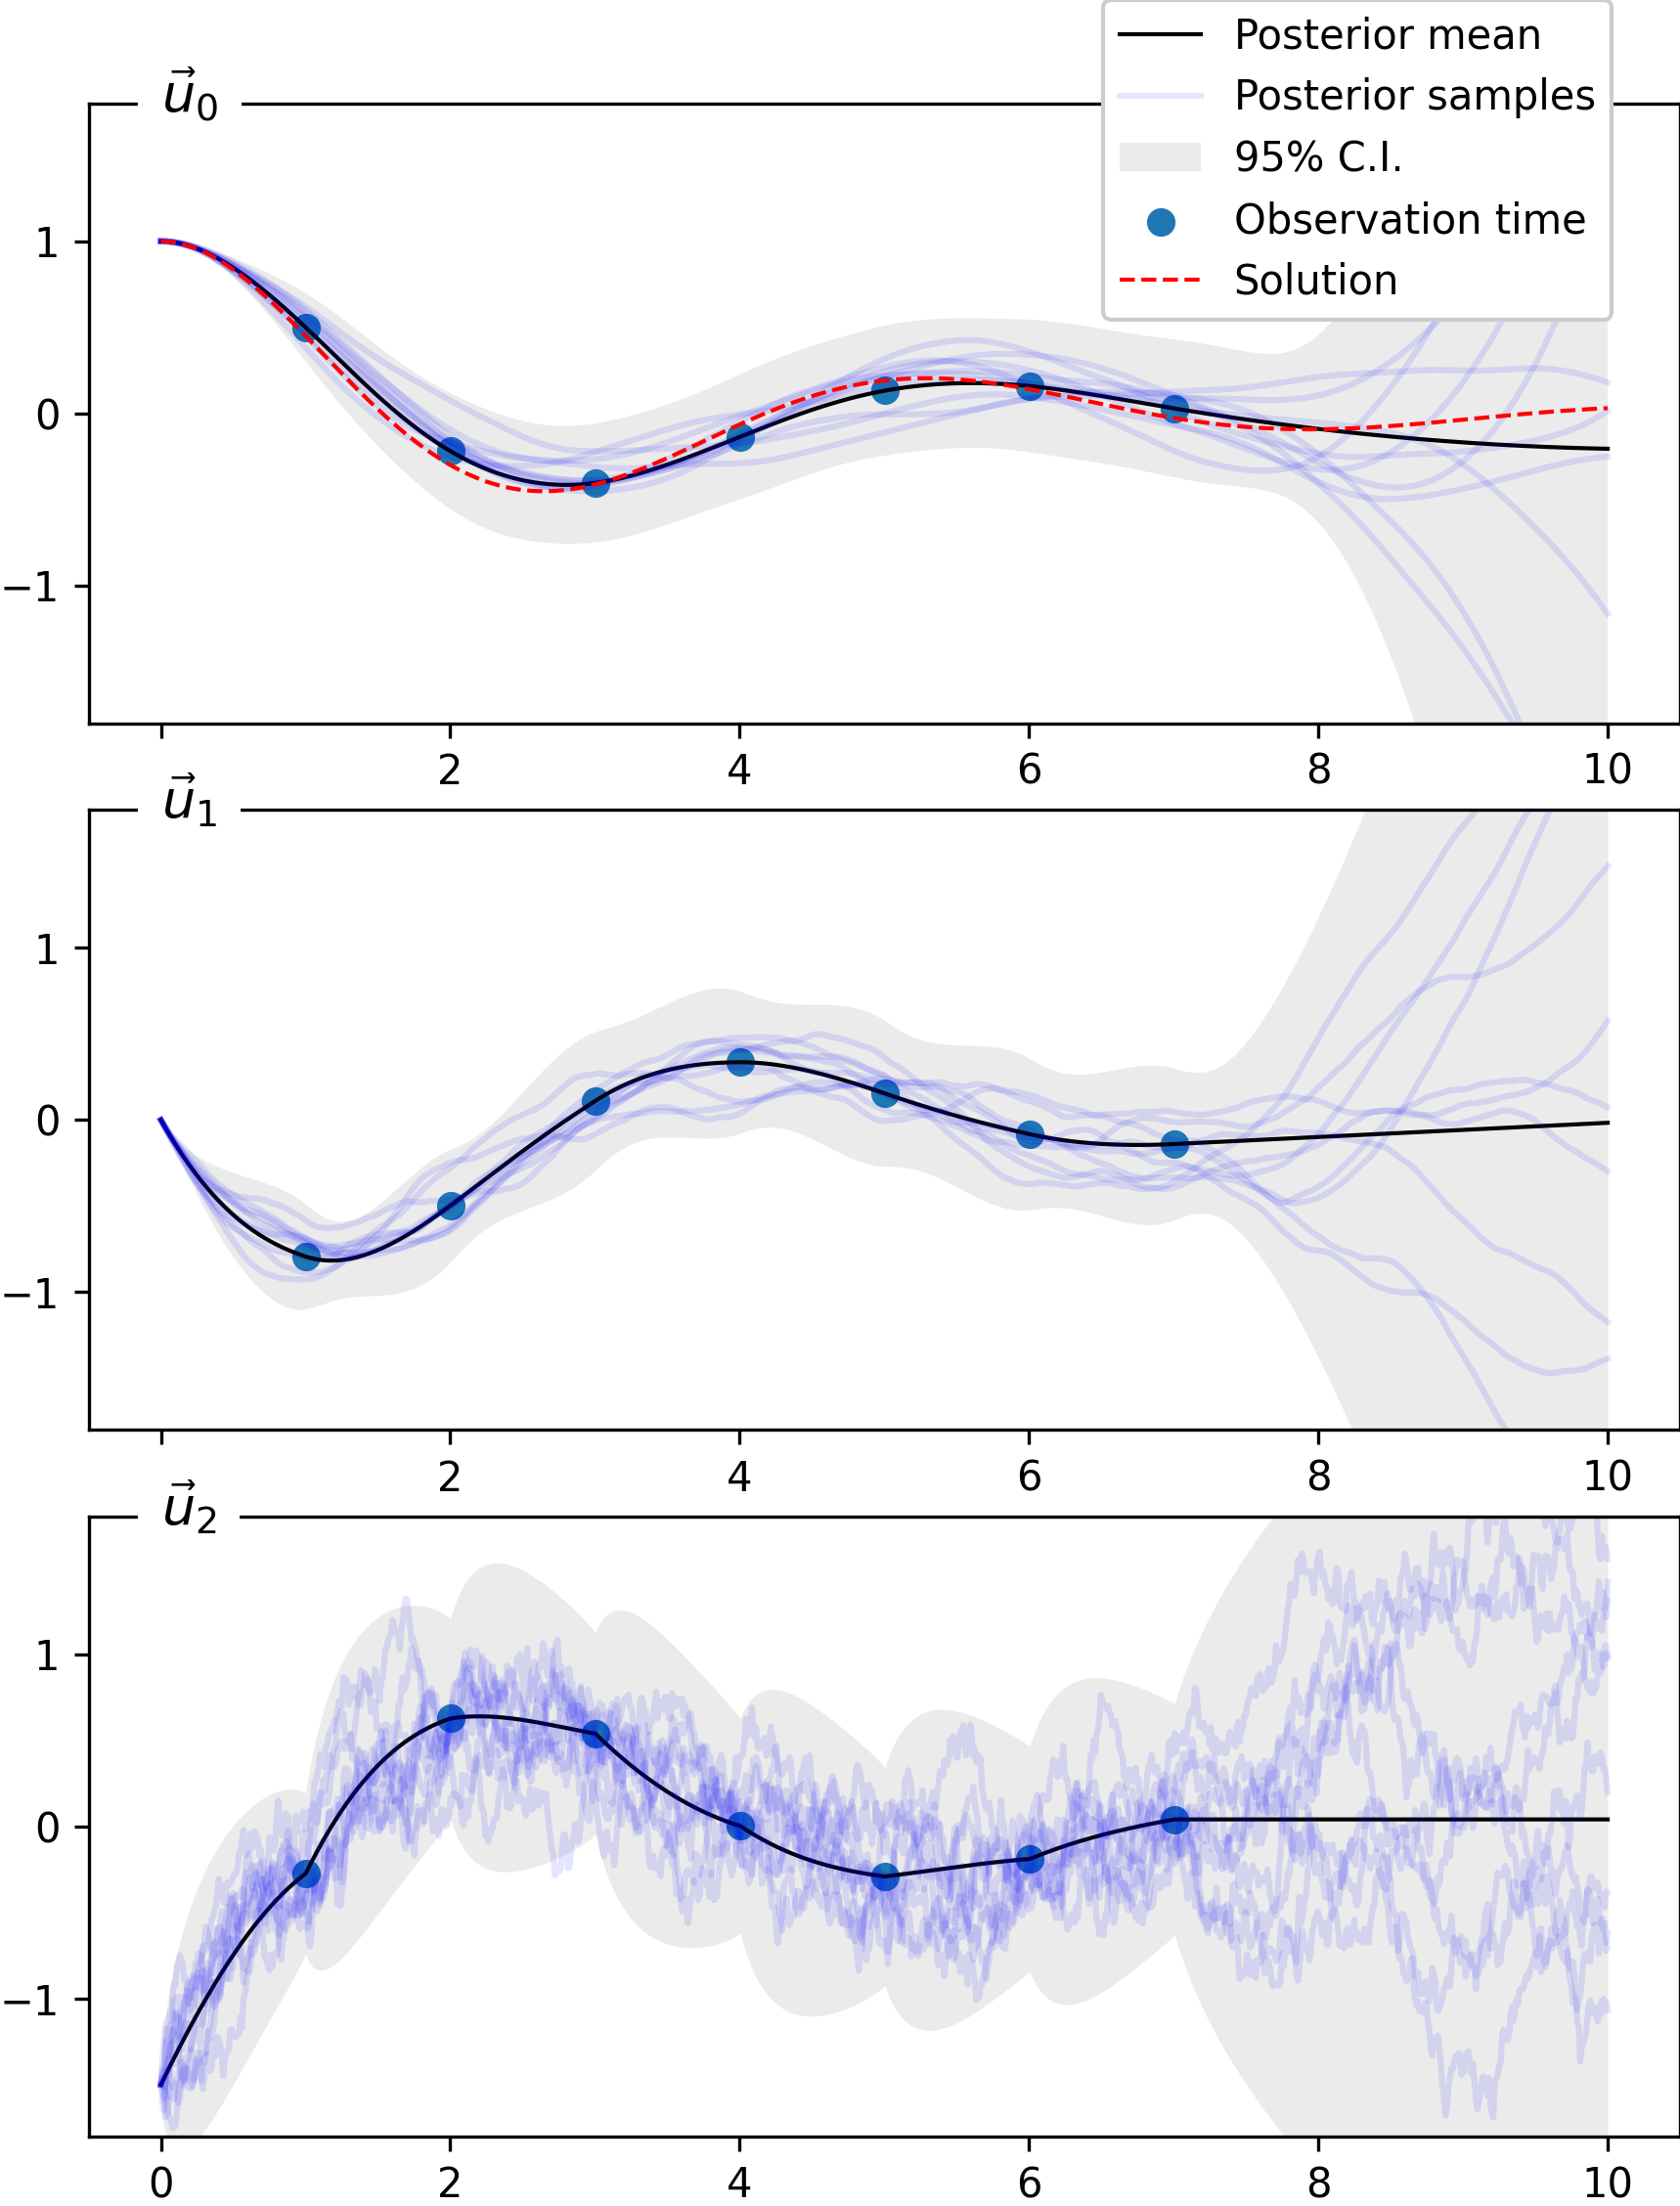 Posterior mean
Posterior samples
95% C.I.
Observation time
Solution
u⃗₀
1
0
−1
2 4 6 8 10
u⃗₁
1
0
−1
2 4 6 8 10
u⃗₂
1
0
−1
0 2 4 6 8 10